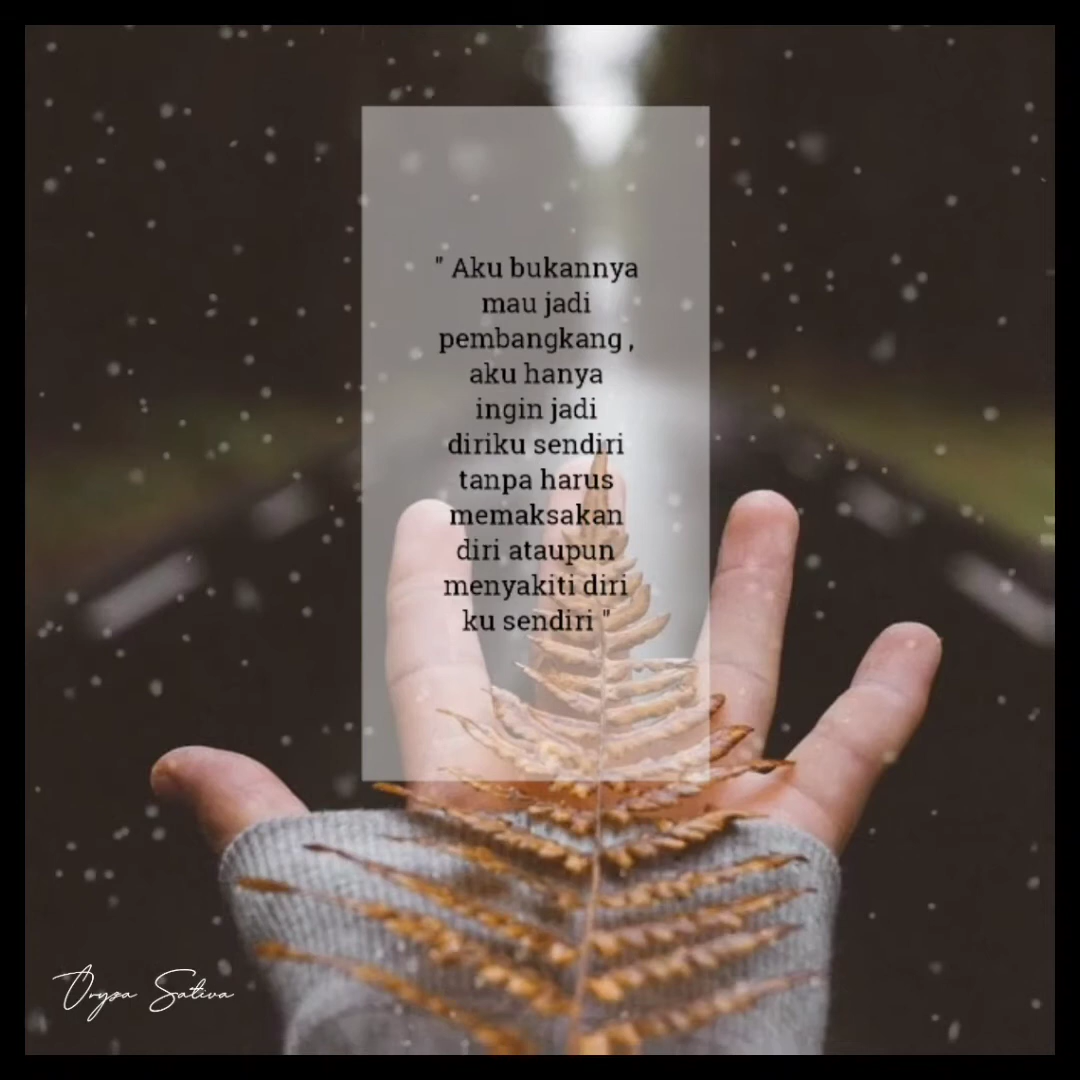 " Aku bukannya
mau jadi
pembangkang ,
aku hanya
ingin jadi
diriku sendiri
tanpa harus
memaksakan
diri ataupun
menyakiti diri
ku sendiri "
Oryza Sativa